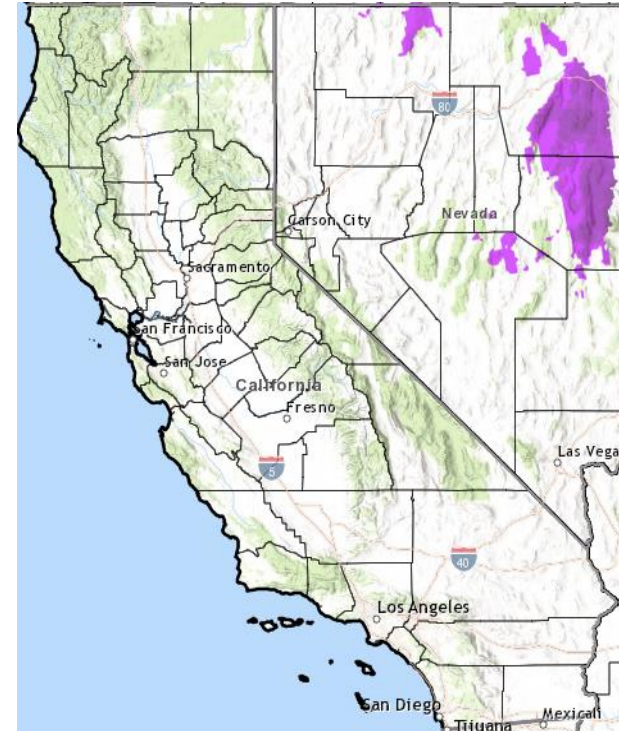 80
Carson City
Nevada
Sacramento
San Francisco
San Jose
California
Fresno
5
Las Vega
40
Los Angeles
San Diego
Tijuana
Mexicali